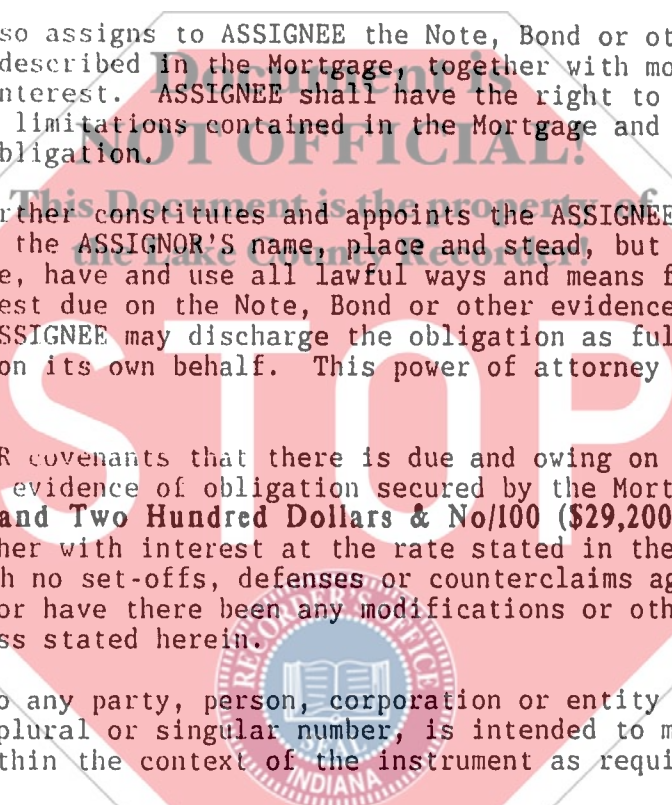 so assigns to ASSIGNEE the Note, Bond or ot
described in the Mortgage, together with mo
nterest. ASSIGNEE shall have the right to
limitations contained in the Mortgage and
bligation.
Document is
NOT OFFICIAL!
This Document is the property of
the Lake County Recorder!
rther constitutes and appoints the ASSIGNEE
the ASSIGNOR'S name, place and stead, but
e, have and use all lawful ways and means f
est due on the Note, Bond or other evidence
SSIGNEE may discharge the obligation as ful
on its own behalf. This power of attorney
STOP
R covenants that there is due and owing on
evidence of obligation secured by the Mort
and Two Hundred Dollars & No/100 ($29,200
her with interest at the rate stated in the
h no set-offs, defenses or counterclaims ag
or have there been any modifications or oth
ss stated herein.
o any party, person, corporation or entity
plural or singular number, is intended to m
thin the context of the instrument as requi
RECORDER'S OFFICE
SEAL
INDIANA